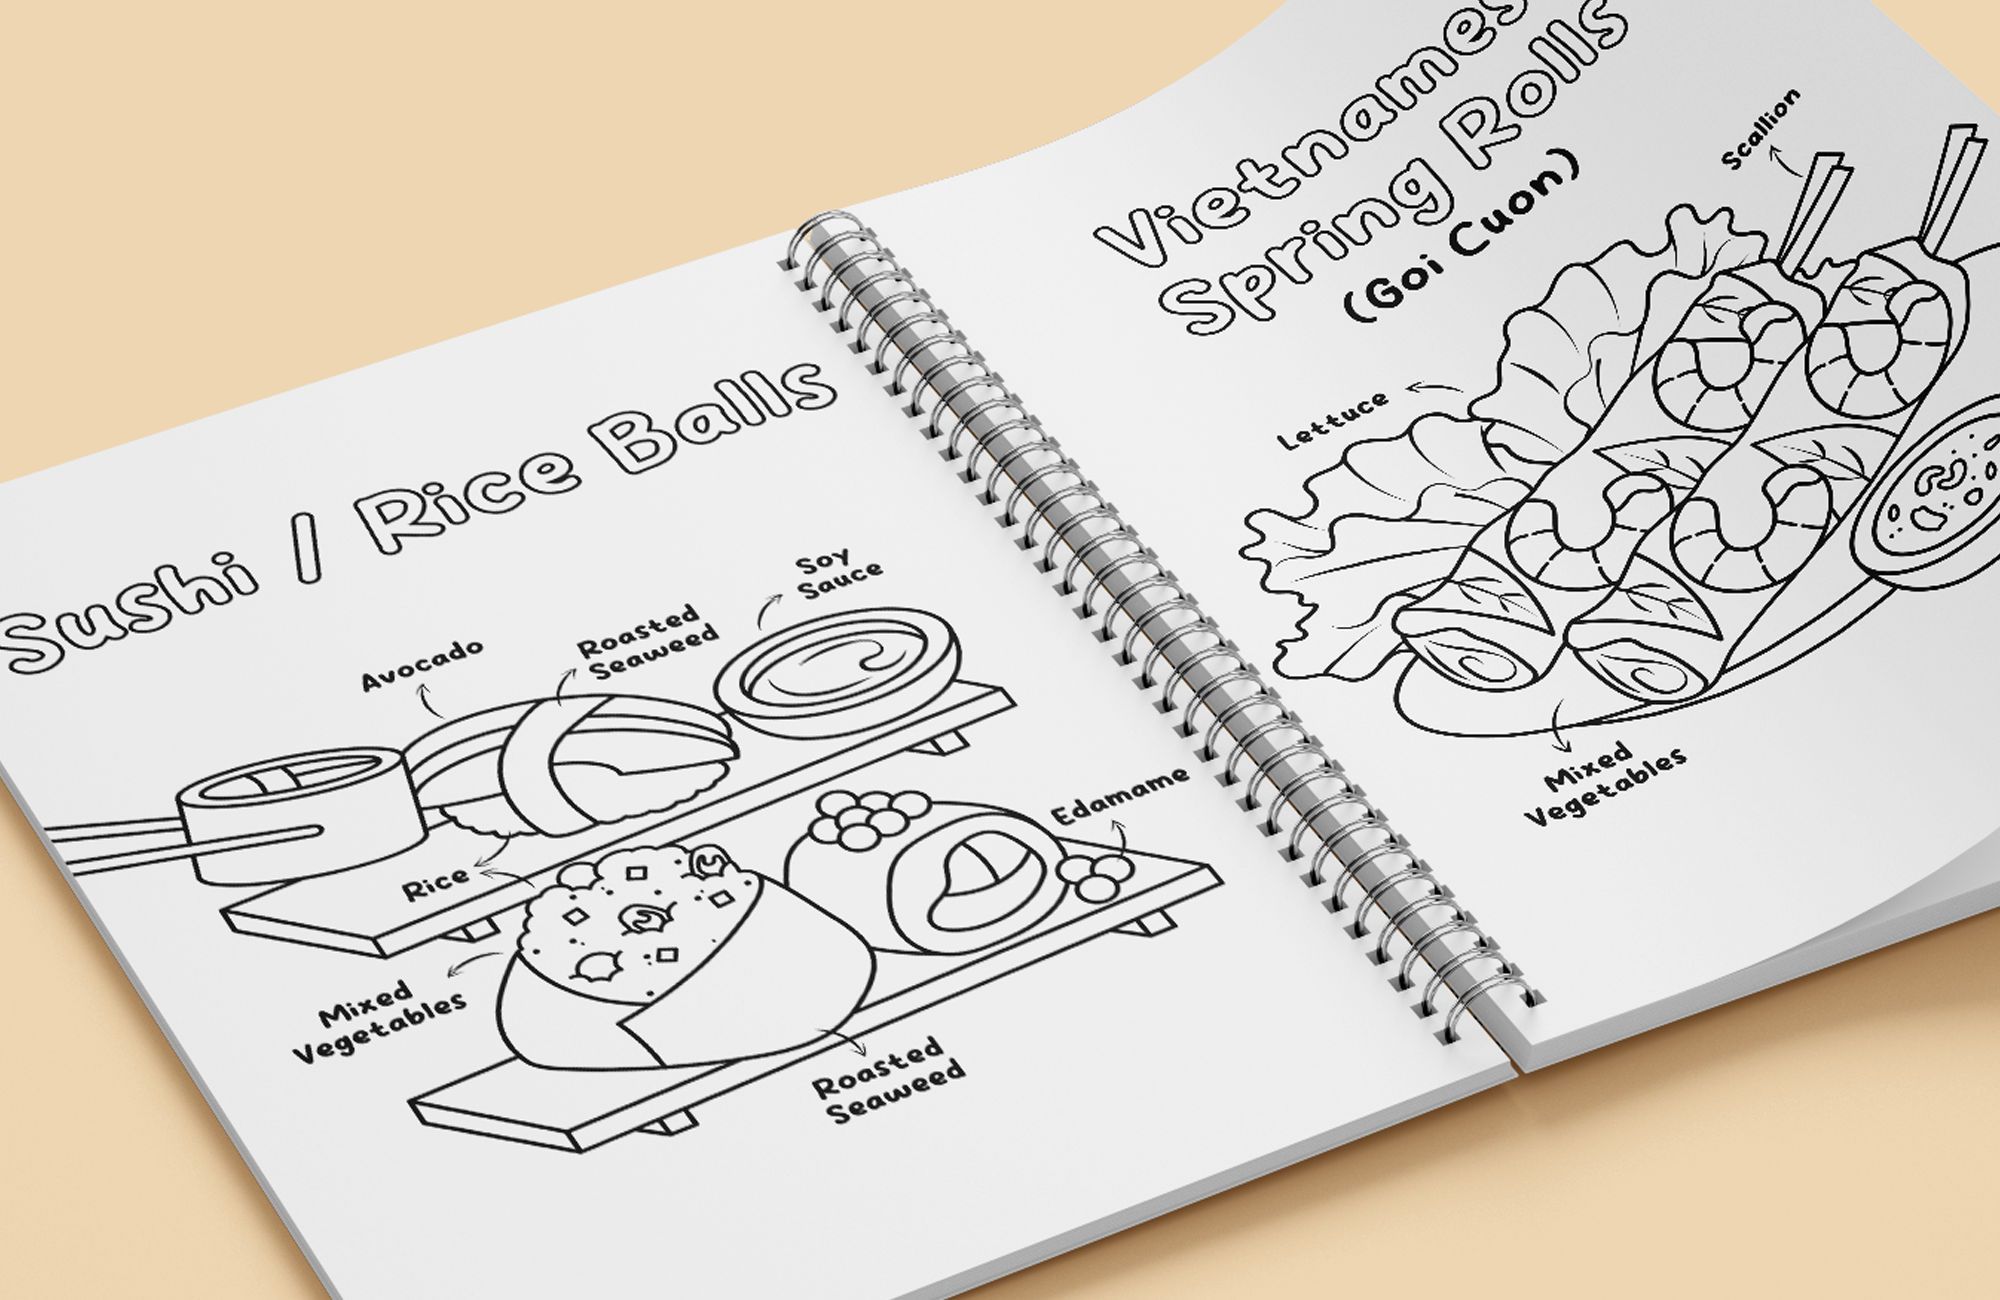 Sushi / Rice Balls
Soy
Sauce
Roasted
Seaweed
Avocado
Rice
Edamame
Mixed
Vegetables
Roasted
Seaweed
Vietnames
Spring Rolls
(Goi Cuon)
Scallion
Lettuce
Mixed
Vegetables